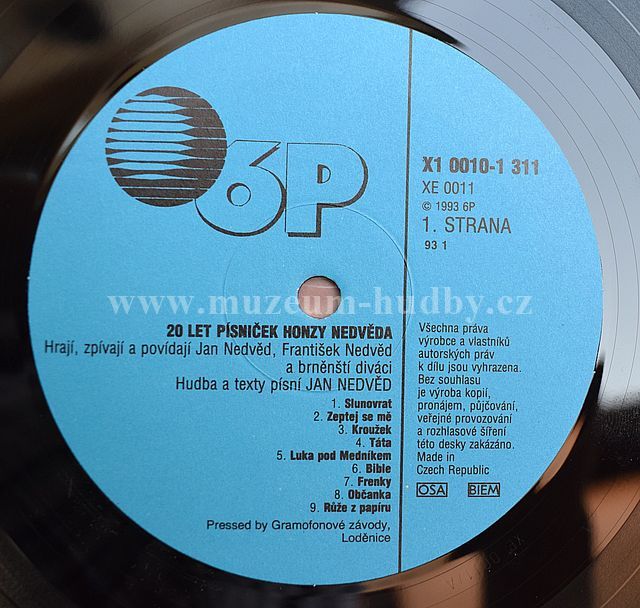 6P
X1 0010-1 311
XE 0011
© 1993 6P
1. STRANA
93 1
www.muzeum-hudby.cz
20 LET PÍSNIČEK HONZY NEDVĚDA
Hrají, zpívají a povídají Jan Nedvěd, František Nedvěd
a brněnští diváci
Hudba a texty písní JAN NEDVĚD
1. Slunovrat
2. Zeptej se mě
3. Kroužek
4. Táta
5. Luka pod Medníkem
6. Bible
7. Frenky
8. Občanka
9. Růže z papíru
Pressed by Gramofonové závody,
Loděnice
Všechna práva
výrobce a vlastníků
autorských práv
k dílu jsou vyhrazena.
Bez souhlasu
je výroba kopií,
pronájem, půjčování,
veřejné provozování
a rozhlasové šíření
této desky zakázáno.
Made in
Czech Republic
OSA BIEM